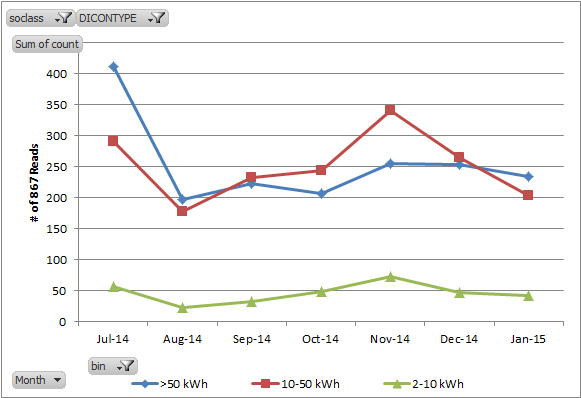 soclass DICONTYPE
Sum of count
400
350
300
250
200
150
100
50
0
# of 867 Reads
Jul-14 Aug-14 Sep-14 Oct-14 Nov-14 Dec-14 Jan-15
bin
Month
>50 kWh 10-50 kWh 2-10 kWh